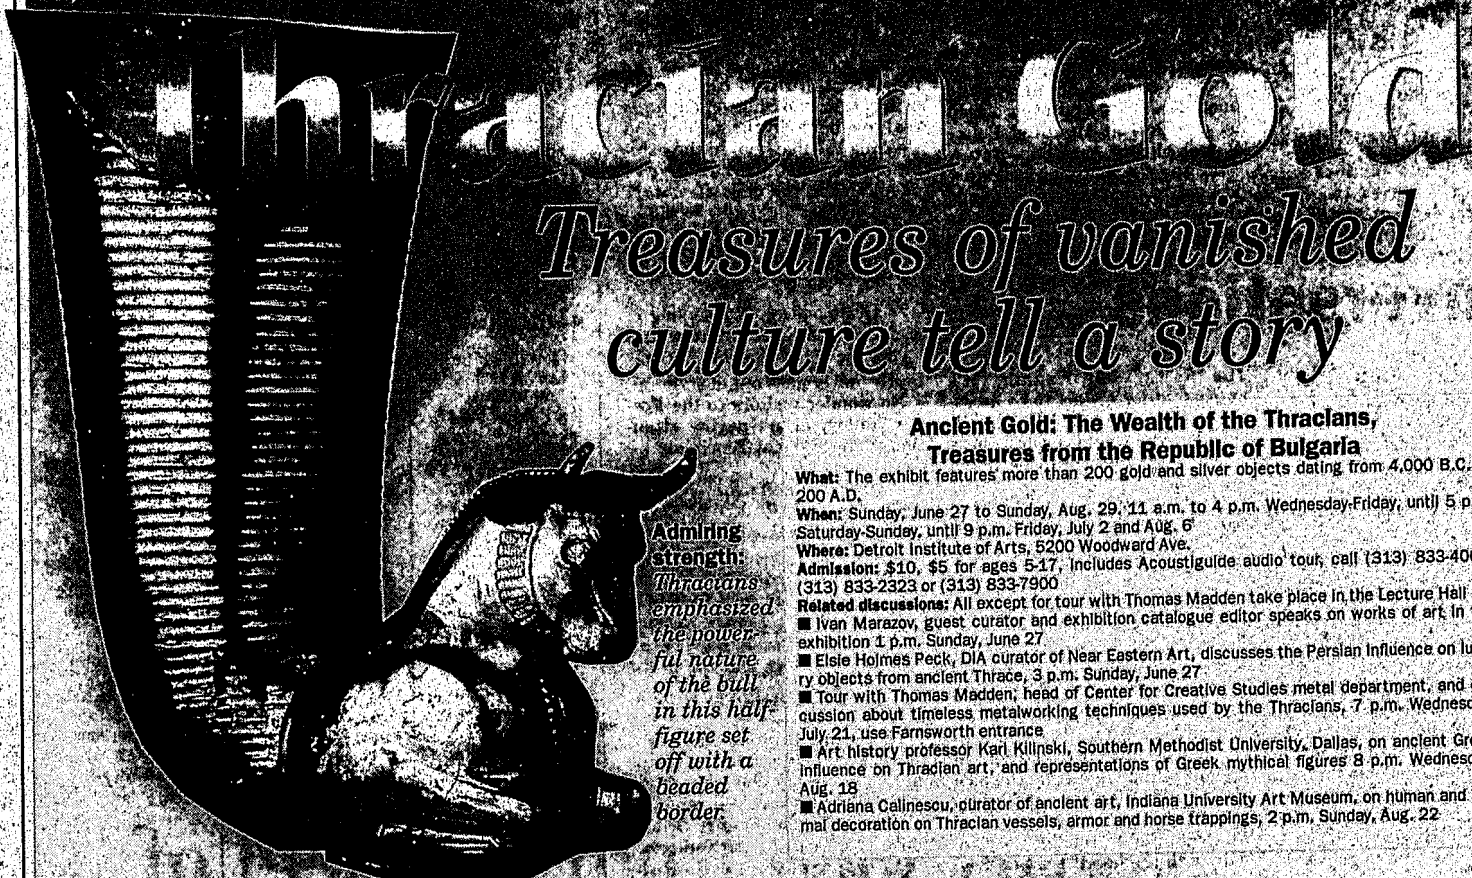 Thracian Gold
Treasures of vanished
culture tell a story
Admiring
strength:
Thracians
emphasized
the power-
ful nature
of the bull
in this half-
figure set
off with a
beaded
border.
Ancient Gold: The Wealth of the Thracians,
Treasures from the Republic of Bulgaria
What: The exhibit features more than 200 gold and silver objects dating from 4,000 B.C.
200 A.D.
When: Sunday, June 27 to Sunday, Aug. 29, 11 a.m. to 4 p.m. Wednesday-Friday, until 5 p
Saturday-Sunday, until 9 p.m. Friday, July 2 and Aug. 6
Where: Detroit Institute of Arts, 5200 Woodward Ave.
Admission: $10, $5 for ages 5-17, includes Acoustiguide audio tour, call (313) 833-40
(313) 833-2323 or (313) 833-7900
Related discussions: All except for tour with Thomas Madden take place in the Lecture Hall
■ Ivan Marazov, guest curator and exhibition catalogue editor speaks on works of art in
exhibition 1 p.m. Sunday, June 27
■ Elsie Holmes Peck, DIA curator of Near Eastern Art, discusses the Persian influence on lu
ry objects from ancient Thrace, 3 p.m. Sunday, June 27
■ Tour with Thomas Madden, head of Center for Creative Studies metal department, and
cussion about timeless metalworking techniques used by the Thracians, 7 p.m. Wednesd
July 21, use Farnsworth entrance
■ Art history professor Karl Kilinski, Southern Methodist University, Dallas, on ancient Gre
influence on Thracian art, and representations of Greek mythical figures 8 p.m. Wednesd
Aug. 18
■ Adriana Calinescu, curator of ancient art, Indiana University Art Museum, on human and
mal decoration on Thracian vessels, armor and horse trappings, 2 p.m. Sunday, Aug. 22